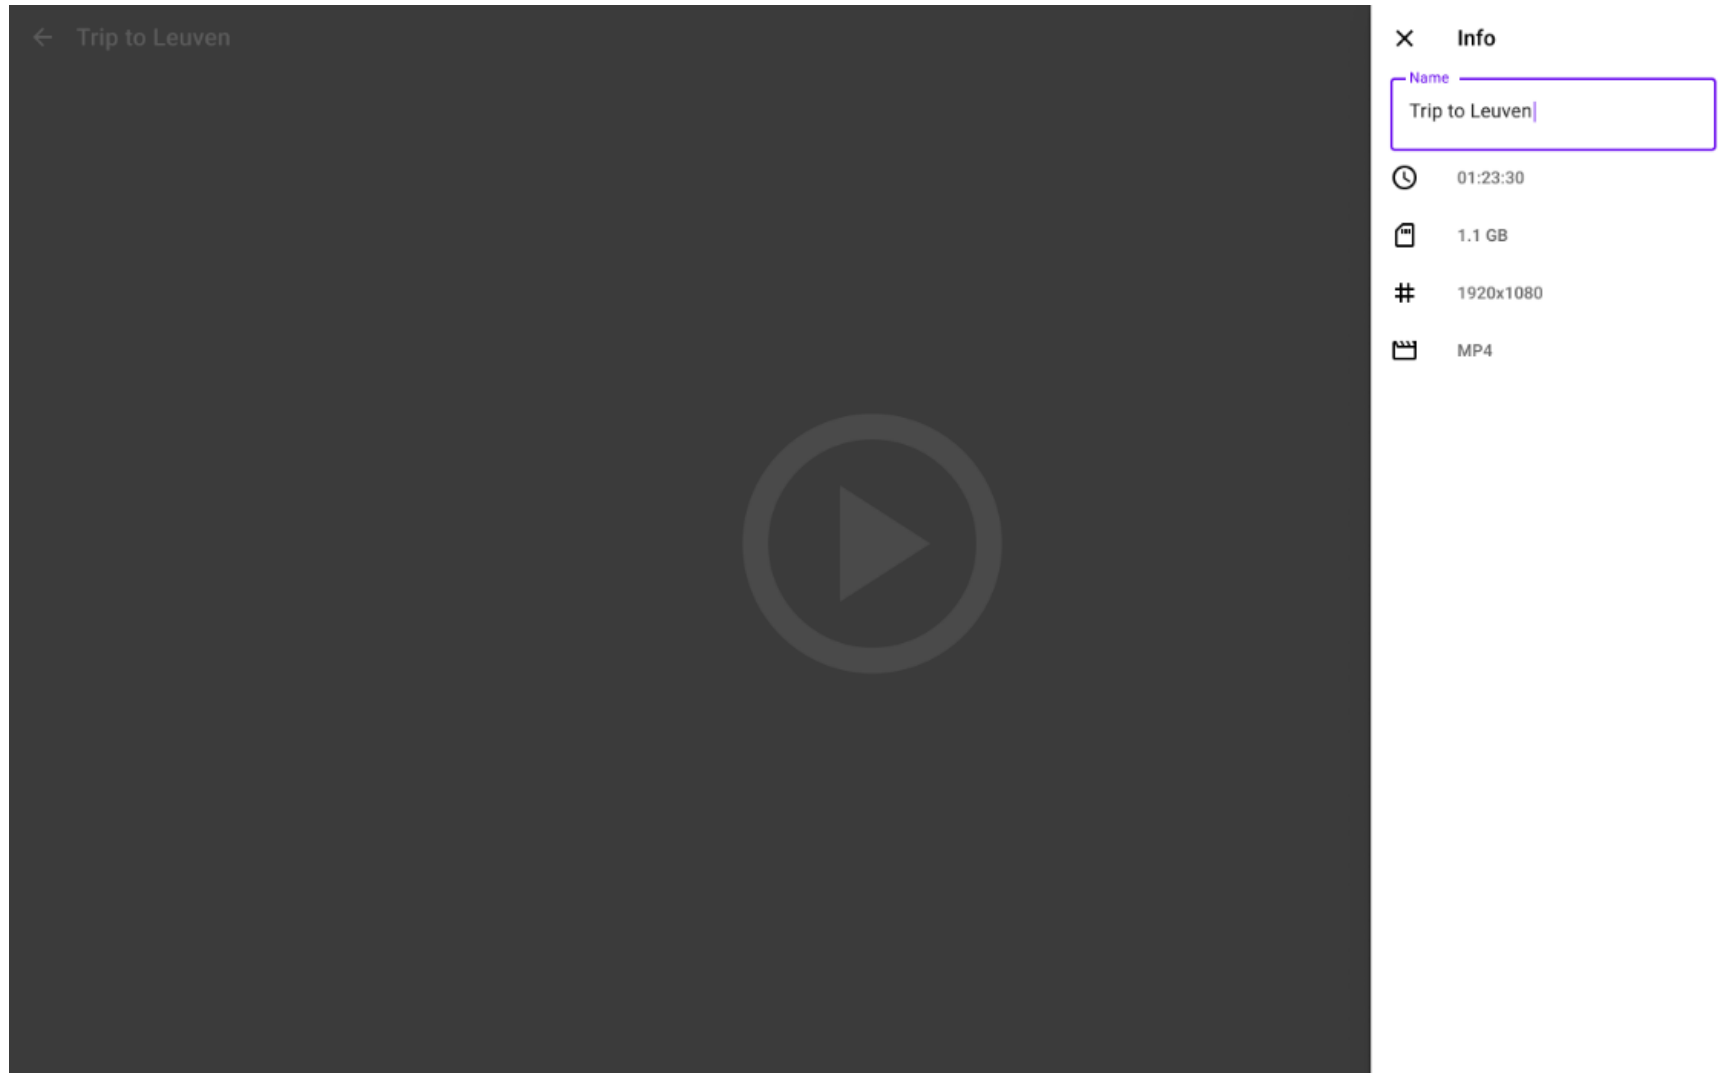 Trip to Leuven
Info
Name
Trip to Leuven
01:23:30
1.1 GB
1920x1080
MP4